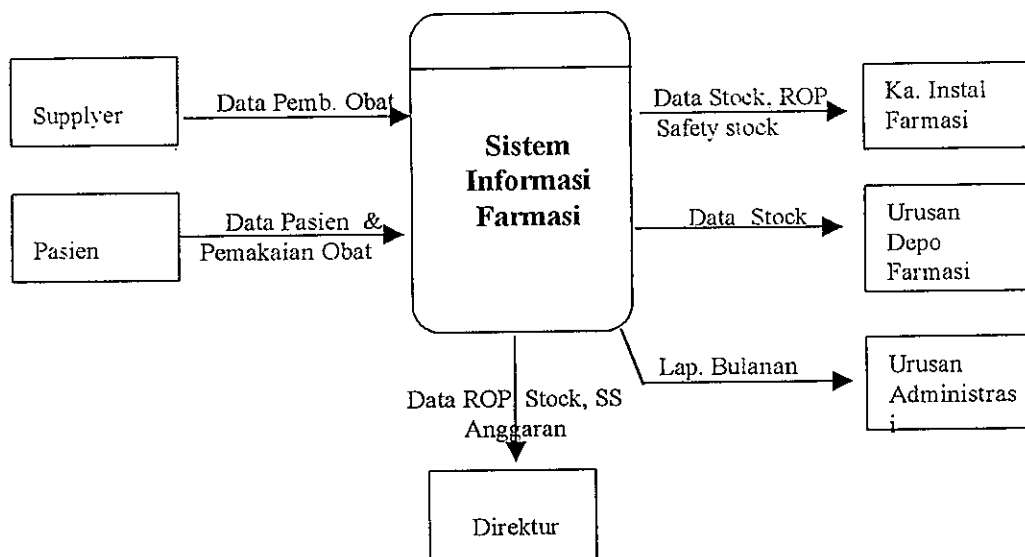 Supplyer
Data Pemb. Obat
Pasien
Data Pasien &
Pemakaian Obat
Sistem
Informasi
Farmasi
Data Stock, ROP
Safety stock
Ka. Instal
Farmasi
Data Stock
Urusan
Depo
Farmasi
Lap. Bulanan
Urusan
Administras
i
Data ROP, Stock, SS
Anggaran
Direktur